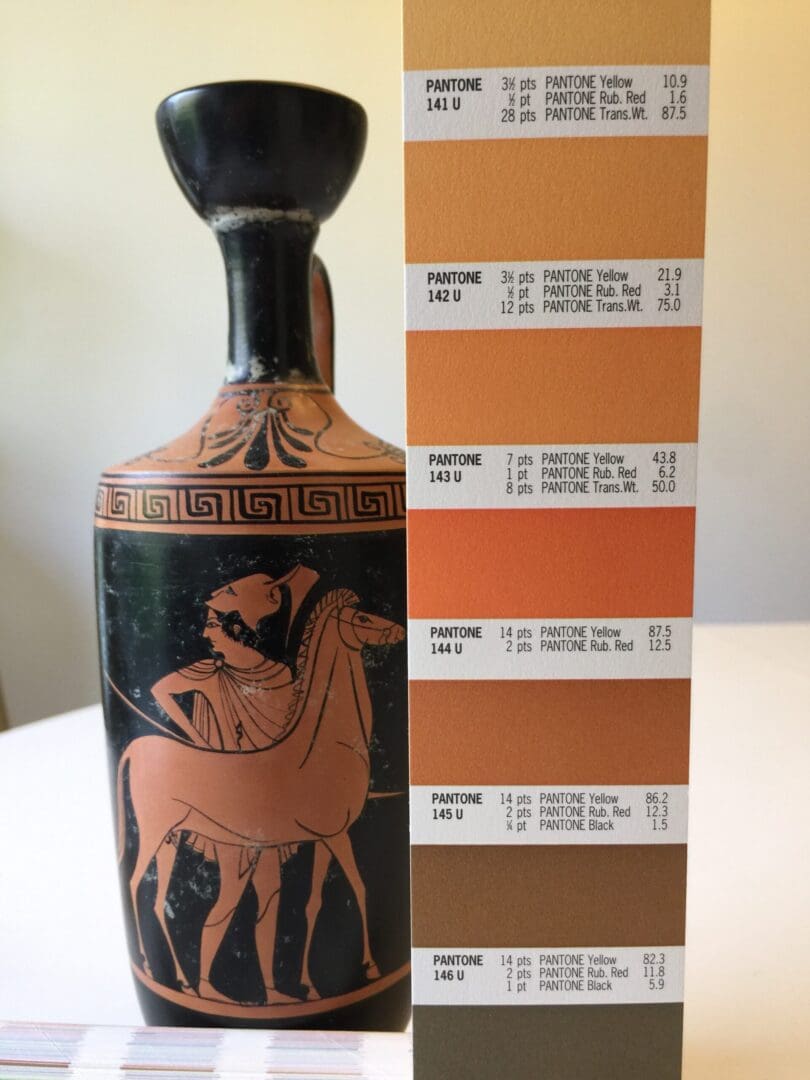 PANTONE 3½ pts PANTONE Yellow 10.9
141 U ½ pt PANTONE Rub. Red 1.6
28 pts PANTONE Trans.Wt. 87.5
PANTONE 3½ pts PANTONE Yellow 21.9
142 U ½ pt PANTONE Rub. Red 3.1
12 pts PANTONE Trans.Wt. 75.0
PANTONE 7 pts PANTONE Yellow 43.8
143 U 1 pt PANTONE Rub. Red 6.2
8 pts PANTONE Trans.Wt. 50.0
PANTONE 14 pts PANTONE Yellow 87.5
144 U 2 pts PANTONE Rub. Red 12.5
PANTONE 14 pts PANTONE Yellow 86.2
145 U 2 pts PANTONE Rub. Red 12.3
¼ pt PANTONE Black 1.5
PANTONE 14 pts PANTONE Yellow 82.3
146 U 2 pts PANTONE Rub. Red 11.8
1 pt PANTONE Black 5.9